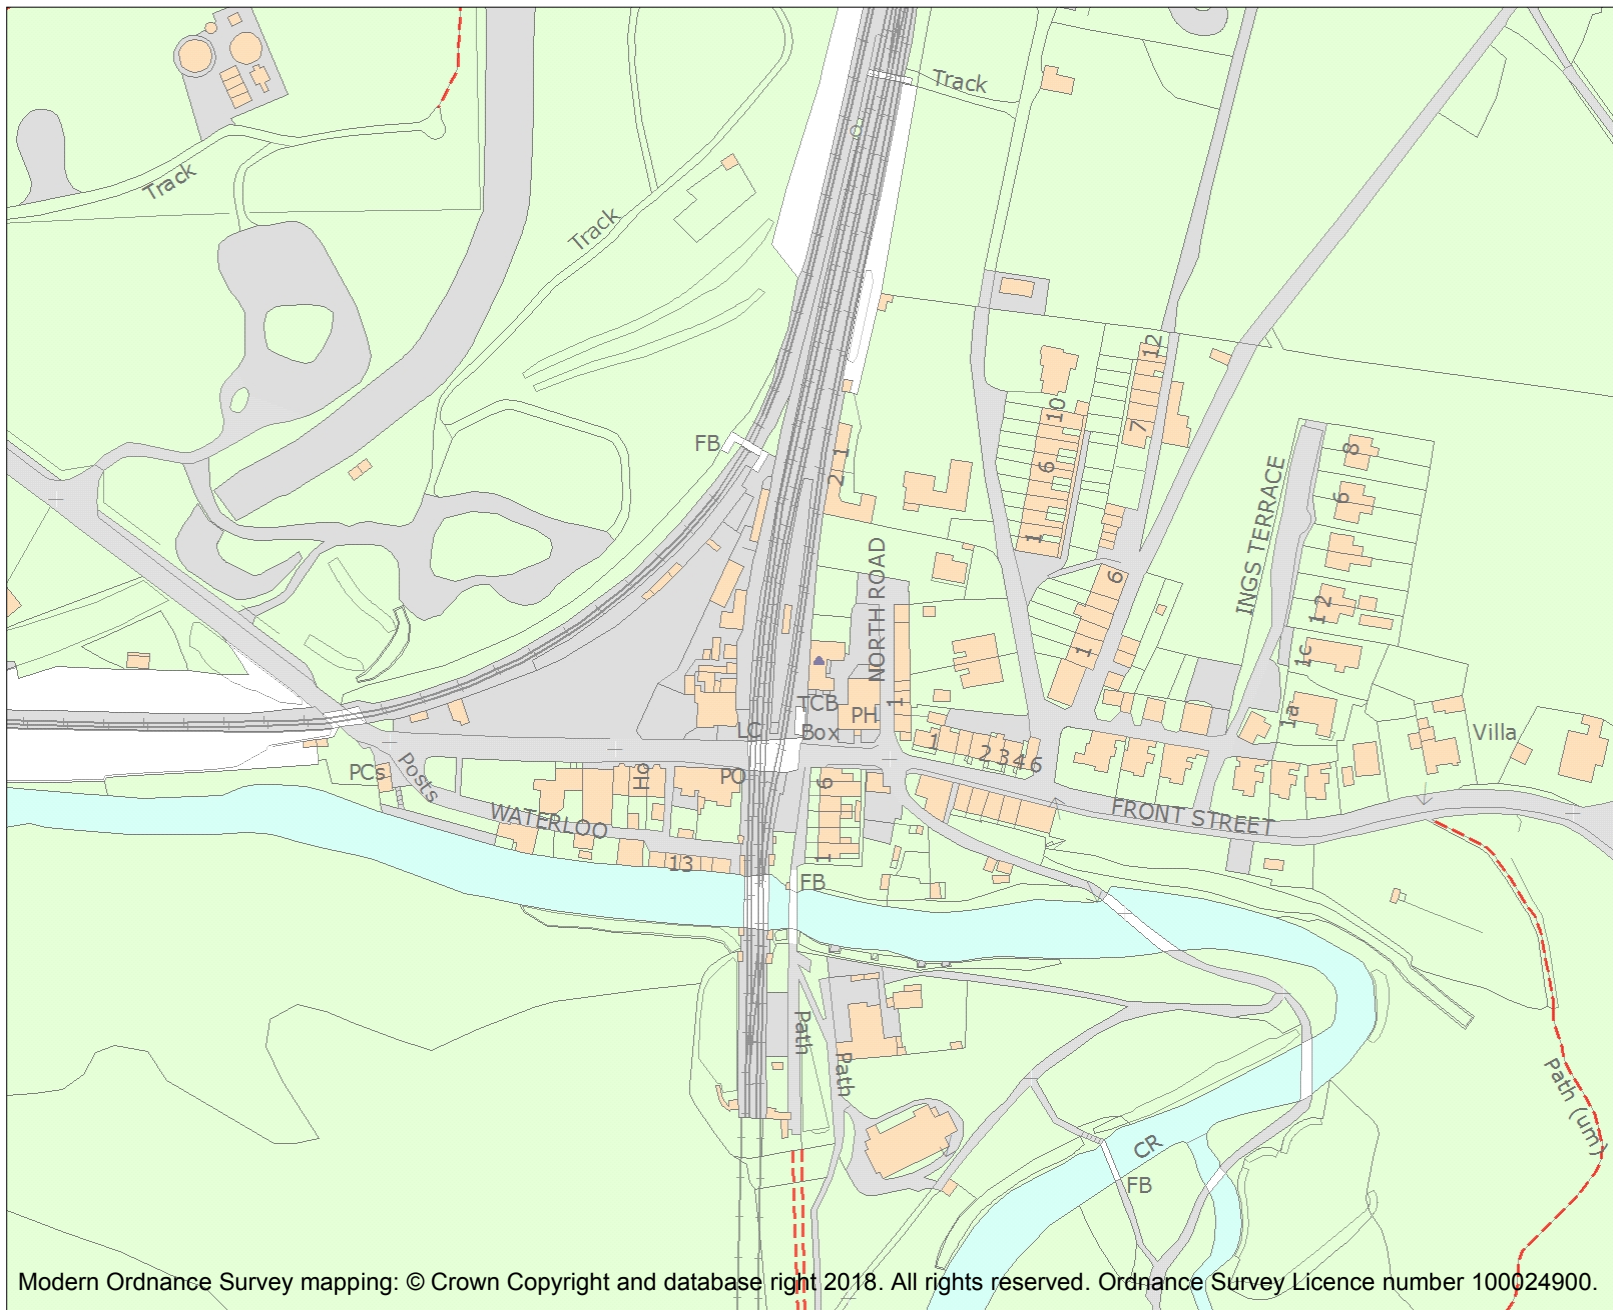 Track
Track
Track
FB
12
10
7
6
1
1
2
8
6
INGS TERRACE
12
1c
1a
NORTH ROAD
6
1
1
TCB
PH
LC
Box
1
2 3 4 6
Villa
PCs
Posts
Ho
PO
6
WATERLOO
FRONT STREET
13
1
FB
Path
Path
Path (um)
CR
FB
Modern Ordnance Survey mapping: © Crown Copyright and database right 2018. All rights reserved. Ordnance Survey Licence number 100024900.